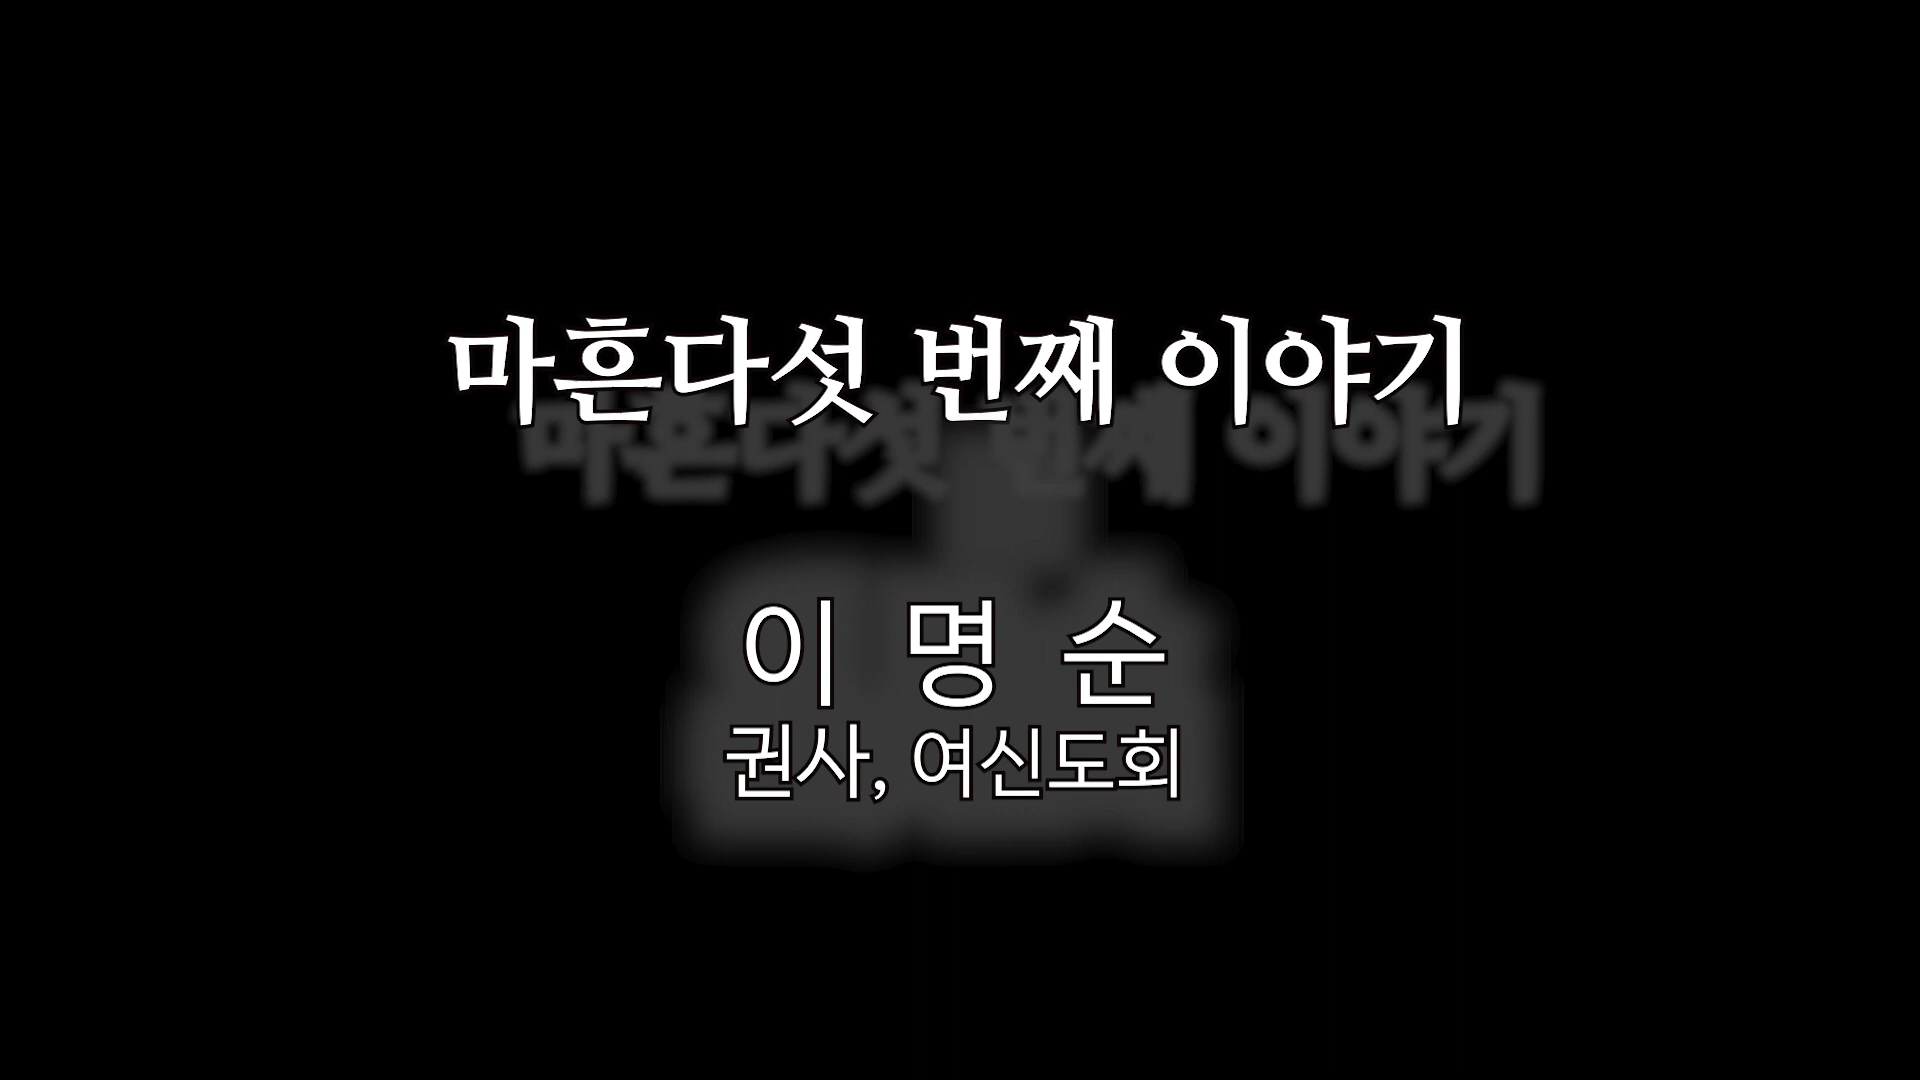 마흔다섯 번째 이야기
이 명 순
권사, 여신도회